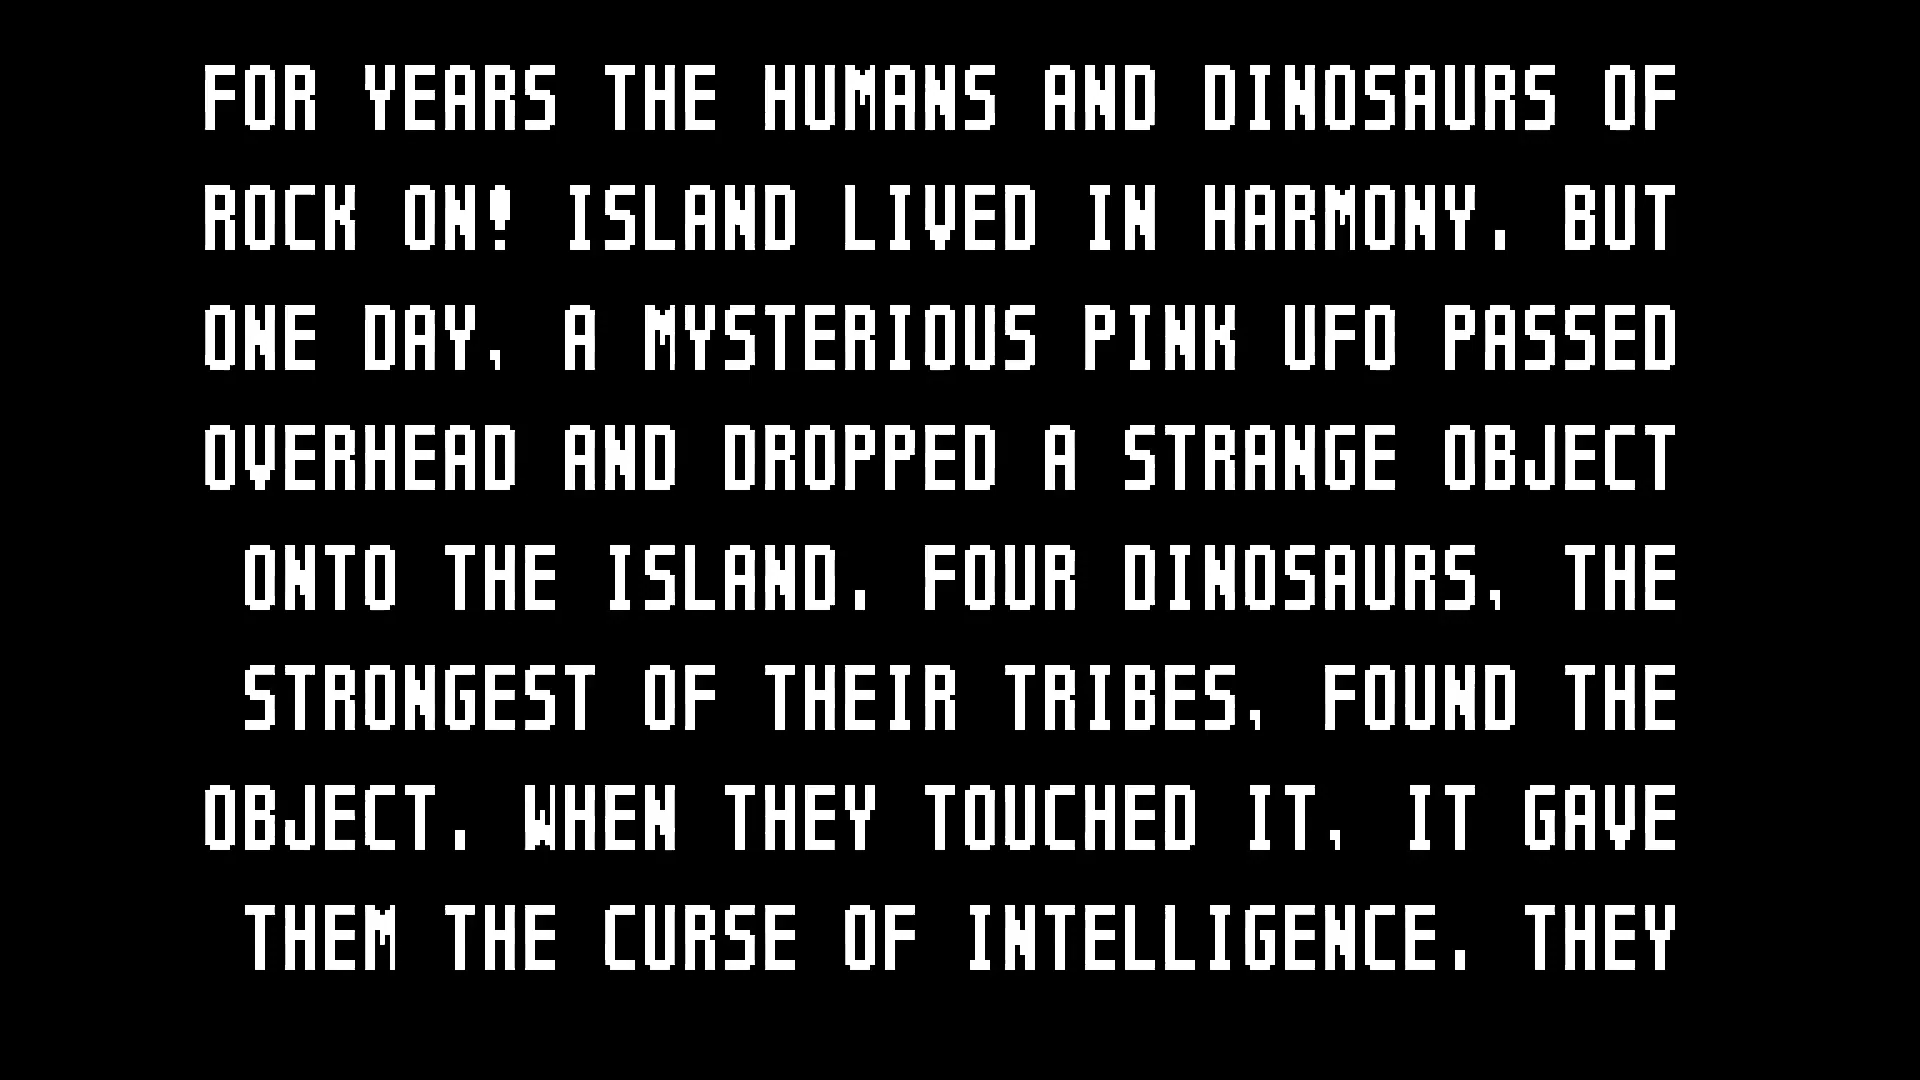 FOR YEARS THE HUMANS AND DINOSAURS OF
ROCK ON! ISLAND LIVED IN HARMONY. BUT
ONE DAY, A MYSTERIOUS PINK UFO PASSED
OVERHEAD AND DROPPED A STRANGE OBJECT
ONTO THE ISLAND. FOUR DINOSAURS, THE
STRONGEST OF THEIR TRIBES, FOUND THE
OBJECT. WHEN THEY TOUCHED IT, IT GAVE
THEM THE CURSE OF INTELLIGENCE. THEY